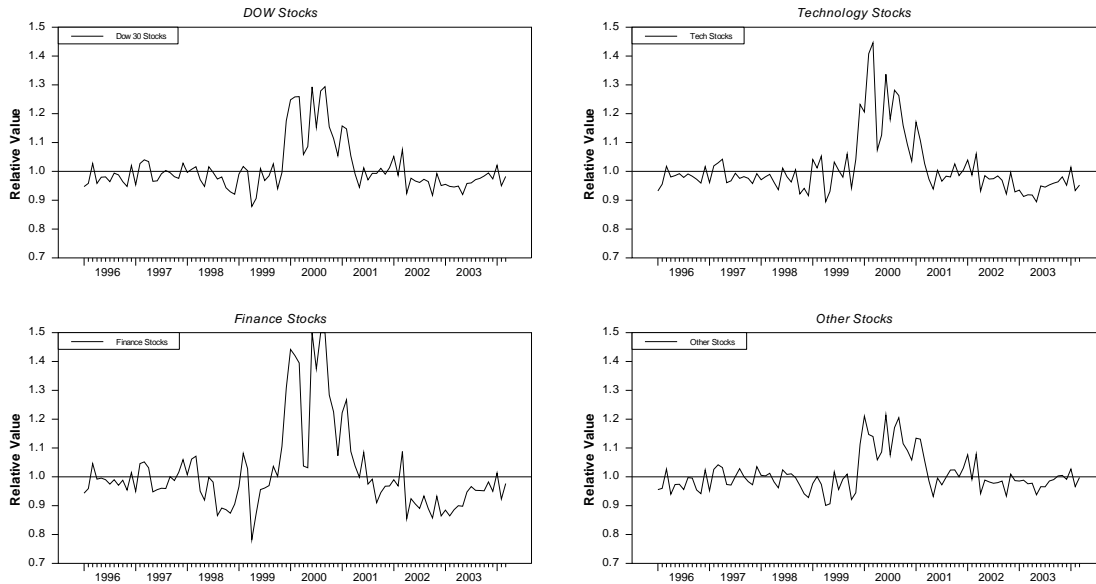 DOW Stocks
Dow 30 Stocks
Relative Value
1.5
1.4
1.3
1.2
1.1
1.0
0.9
0.8
0.7
1996 1997 1998 1999 2000 2001 2002 2003
Technology Stocks
Tech Stocks
Relative Value
1.5
1.4
1.3
1.2
1.1
1.0
0.9
0.8
0.7
1996 1997 1998 1999 2000 2001 2002 2003
Finance Stocks
Finance Stocks
Relative Value
1.5
1.4
1.3
1.2
1.1
1.0
0.9
0.8
0.7
1996 1997 1998 1999 2000 2001 2002 2003
Other Stocks
Other Stocks
Relative Value
1.5
1.4
1.3
1.2
1.1
1.0
0.9
0.8
0.7
1996 1997 1998 1999 2000 2001 2002 2003